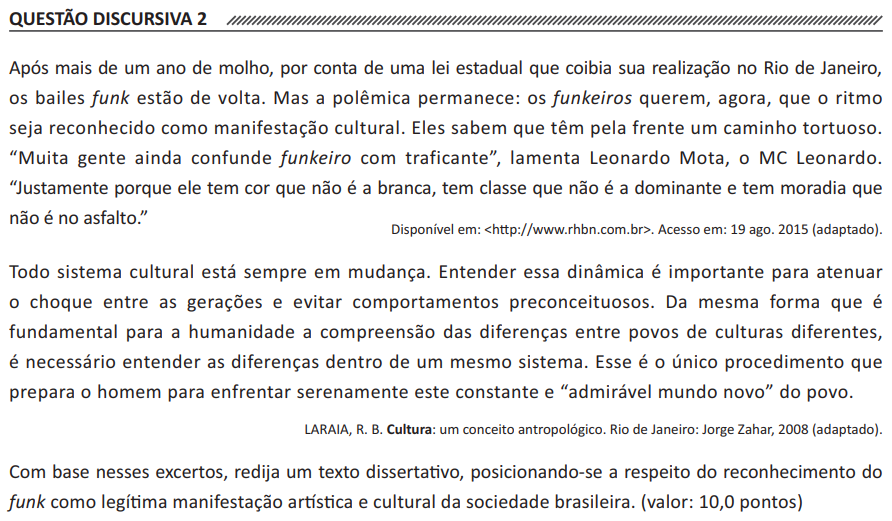 QUESTÃO DISCURSIVA 2
Após mais de um ano de molho, por conta de uma lei estadual que coibia sua realização no Rio de Janeiro,
os bailes funk estão de volta. Mas a polêmica permanece: os funkeiros querem, agora, que o ritmo
seja reconhecido como manifestação cultural. Eles sabem que têm pela frente um caminho tortuoso.
“Muita gente ainda confunde funkeiro com traficante”, lamenta Leonardo Mota, o MC Leonardo.
“Justamente porque ele tem cor que não é a branca, tem classe que não é a dominante e tem moradia que
não é no asfalto.”
Disponível em: <http://www.rhbn.com.br>. Acesso em: 19 ago. 2015 (adaptado).
Todo sistema cultural está sempre em mudança. Entender essa dinâmica é importante para atenuar
o choque entre as gerações e evitar comportamentos preconceituosos. Da mesma forma que é
fundamental para a humanidade a compreensão das diferenças entre povos de culturas diferentes,
é necessário entender as diferenças dentro de um mesmo sistema. Esse é o único procedimento que
prepara o homem para enfrentar serenamente este constante e “admirável mundo novo” do povo.
LARAIA, R. B. Cultura: um conceito antropológico. Rio de Janeiro: Jorge Zahar, 2008 (adaptado).
Com base nesses excertos, redija um texto dissertativo, posicionando-se a respeito do reconhecimento do
funk como legítima manifestação artística e cultural da sociedade brasileira. (valor: 10,0 pontos)